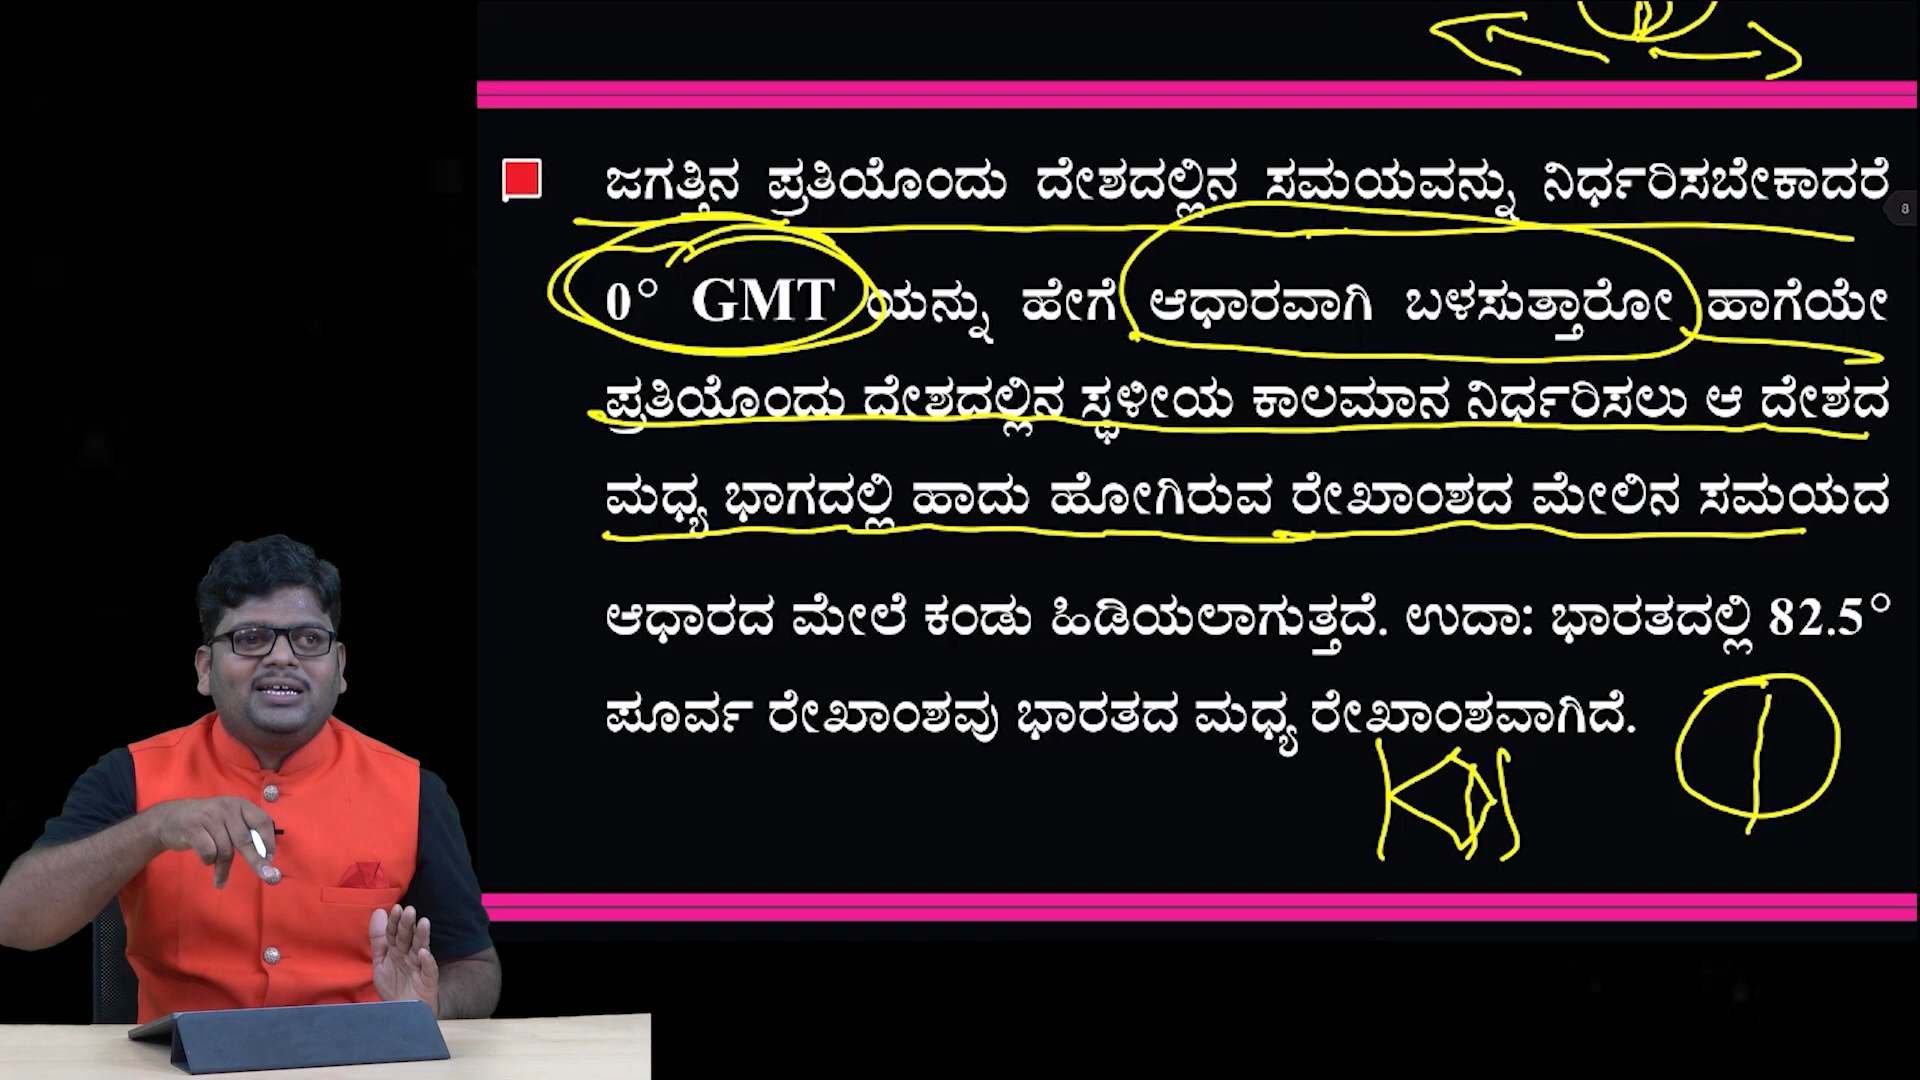 ಜಗತ್ತಿನ ಪ್ರತಿಯೊಂದು ದೇಶದಲ್ಲಿನ ಸಮಯವನ್ನು ನಿರ್ಧರಿಸಬೇಕಾದರೆ
0° GMT ಯನ್ನು ಹೇಗೆ ಆಧಾರವಾಗಿ ಬಳಸುತ್ತಾರೋ ಹಾಗೆಯೇ
ಪ್ರತಿಯೊಂದು ದೇಶದಲ್ಲಿನ ಸ್ಥಳೀಯ ಕಾಲಮಾನ ನಿರ್ಧರಿಸಲು ಆ ದೇಶದ
ಮಧ್ಯ ಭಾಗದಲ್ಲಿ ಹಾದು ಹೋಗಿರುವ ರೇಖಾಂಶದ ಮೇಲಿನ ಸಮಯದ
ಆಧಾರದ ಮೇಲೆ ಕಂಡು ಹಿಡಿಯಲಾಗುತ್ತದೆ. ಉದಾ: ಭಾರತದಲ್ಲಿ 82.5°
ಪೂರ್ವ ರೇಖಾಂಶವು ಭಾರತದ ಮಧ್ಯ ರೇಖಾಂಶವಾಗಿದೆ.